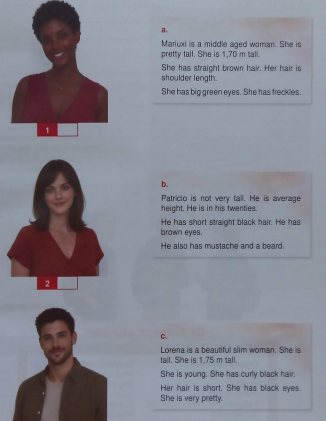 a.
Mariuxi is a middle aged woman. She is
pretty tall. She is 1,70 m tall.
She has straight brown hair. Her hair is
shoulder length.
She has big green eyes. She has freckles.
1
b.
Patricio is not very tall. He is average
height. He is in his twenties.
He has short straight black hair. He has
brown eyes.
He also has mustache and a beard.
2
c.
Lorena is a beautiful slim woman. She is
tall. She is 1,75 m tall.
She is young. She has curly black hair.
Her hair is short. She has black eyes.
She is very pretty.